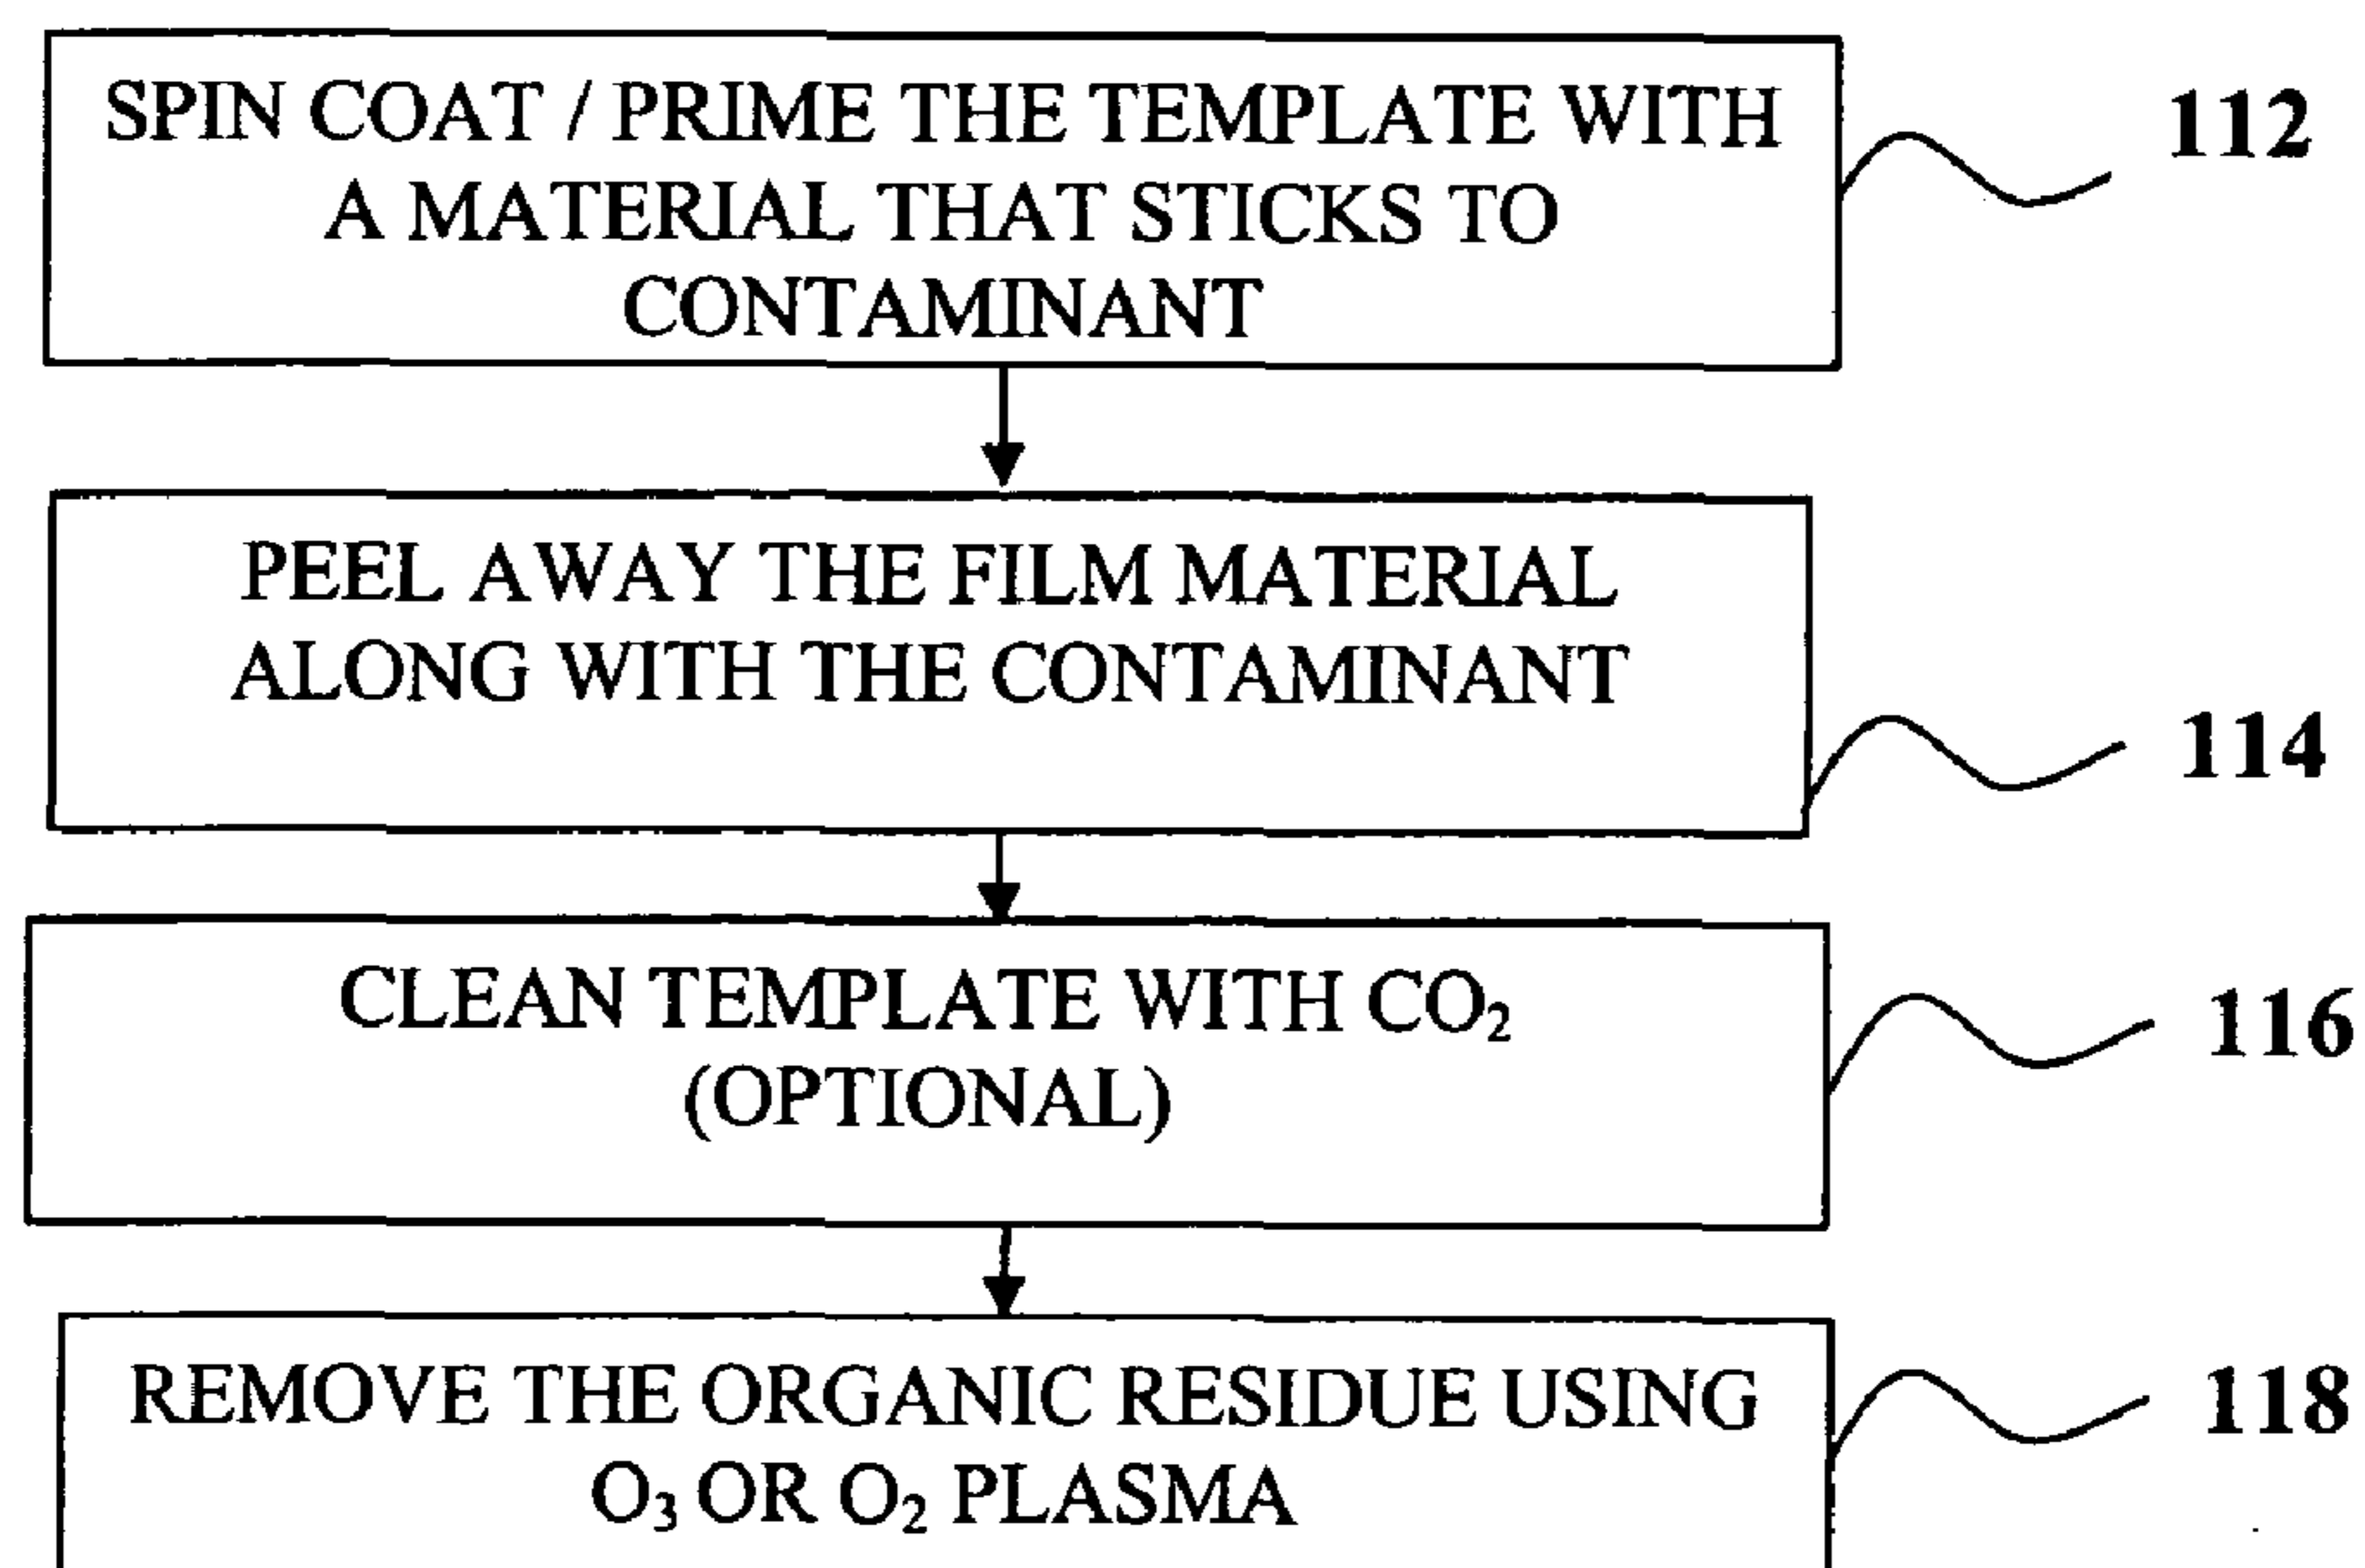 SPIN COAT / PRIME THE TEMPLATE WITH
A MATERIAL THAT STICKS TO
CONTAMINANT
112
PEEL AWAY THE FILM MATERIAL
ALONG WITH THE CONTAMINANT
114
CLEAN TEMPLATE WITH CO₂
(OPTIONAL)
116
REMOVE THE ORGANIC RESIDUE USING
O₃ OR O₂ PLASMA
118